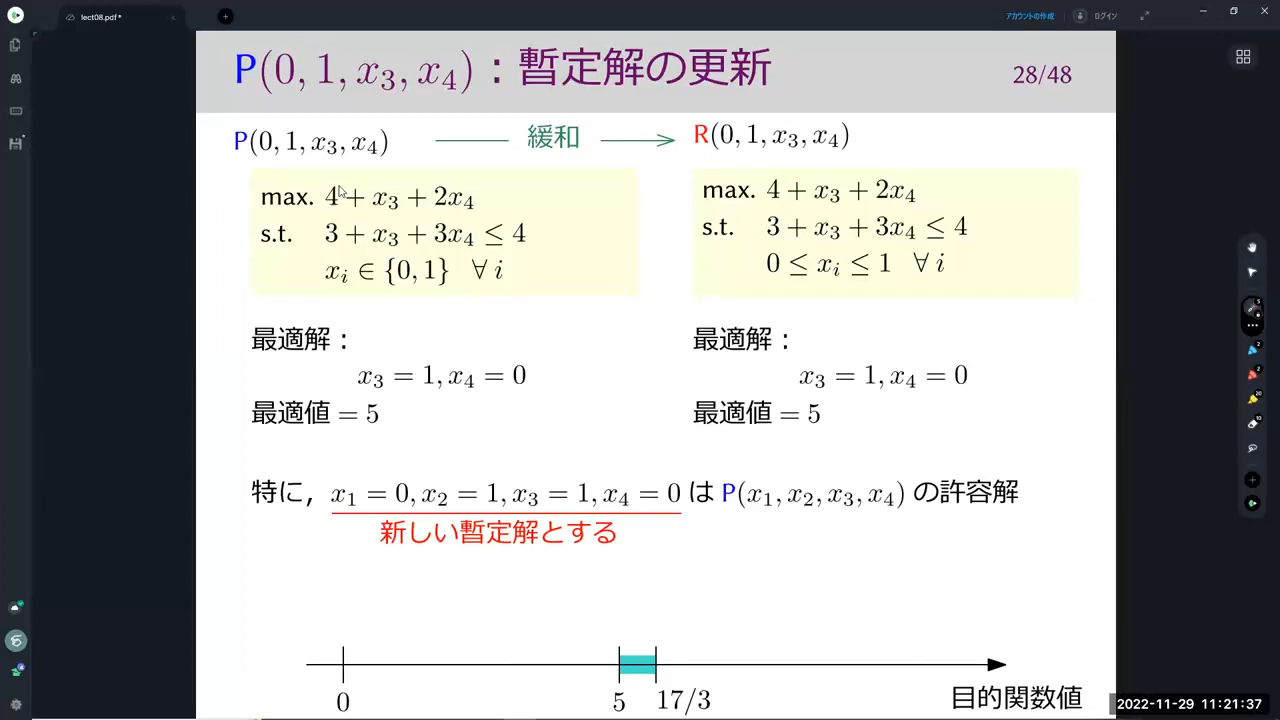 lect08.pdf*
アカウントの作成
ログイン
P(0, 1, x₃, x₄)：暫定解の更新
28/48
P(0, 1, x₃, x₄) 緩和 R(0, 1, x₃, x₄)
max. 4 + x₃ + 2x₄
s.t. 3 + x₃ + 3x₄ ≤ 4
xᵢ ∈ {0, 1} ∀ i
最適解：
x₃ = 1, x₄ = 0
最適値 = 5
max. 4 + x₃ + 2x₄
s.t. 3 + x₃ + 3x₄ ≤ 4
0 ≤ xᵢ ≤ 1 ∀ i
最適解：
x₃ = 1, x₄ = 0
最適値 = 5
特に，x₁ = 0, x₂ = 1, x₃ = 1, x₄ = 0 は P(x₁, x₂, x₃, x₄) の許容解
新しい暫定解とする
0 5 17/3 目的関数値
2022-11-29 11:21:37